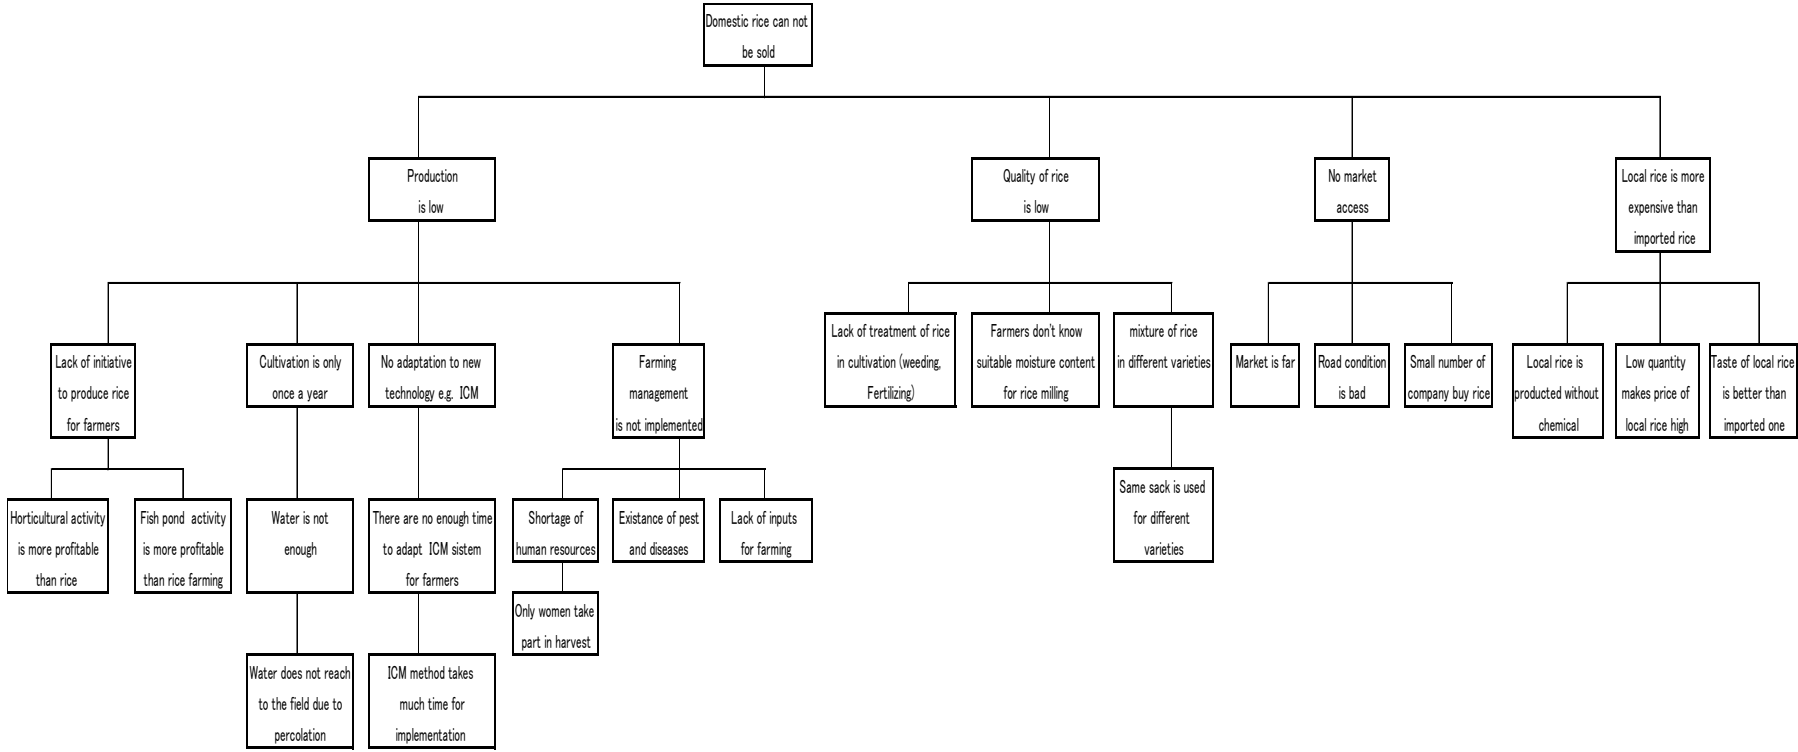 Domestic rice can not
be sold
Production
is low
Quality of rice
is low
No market
access
Local rice is more
expensive than
imported rice
Lack of initiative
to produce rice
for farmers
Cultivation is only
once a year
No adaptation to new
technology e.g. ICM
Farming
management
is not implemented
Lack of treatment of rice
in cultivation (weeding,
Fertilizing)
Farmers don't know
suitable moisture content
for rice milling
mixture of rice
in different varieties
Market is far
Road condition
is bad
Small number of
company buy rice
Local rice is
producted without
chemical
Low quantity
makes price of
local rice high
Taste of local rice
is better than
imported one
Horticultural activity
is more profitable
than rice
Fish pond activity
is more profitable
than rice farming
Water is not
enough
There are no enough time
to adapt ICM sistem
for farmers
Shortage of
human resources
Existance of pest
and diseases
Lack of inputs
for farming
Same sack is used
for different
varieties
Only women take
part in harvest
Water does not reach
to the field due to
percolation
ICM method takes
much time for
implementation